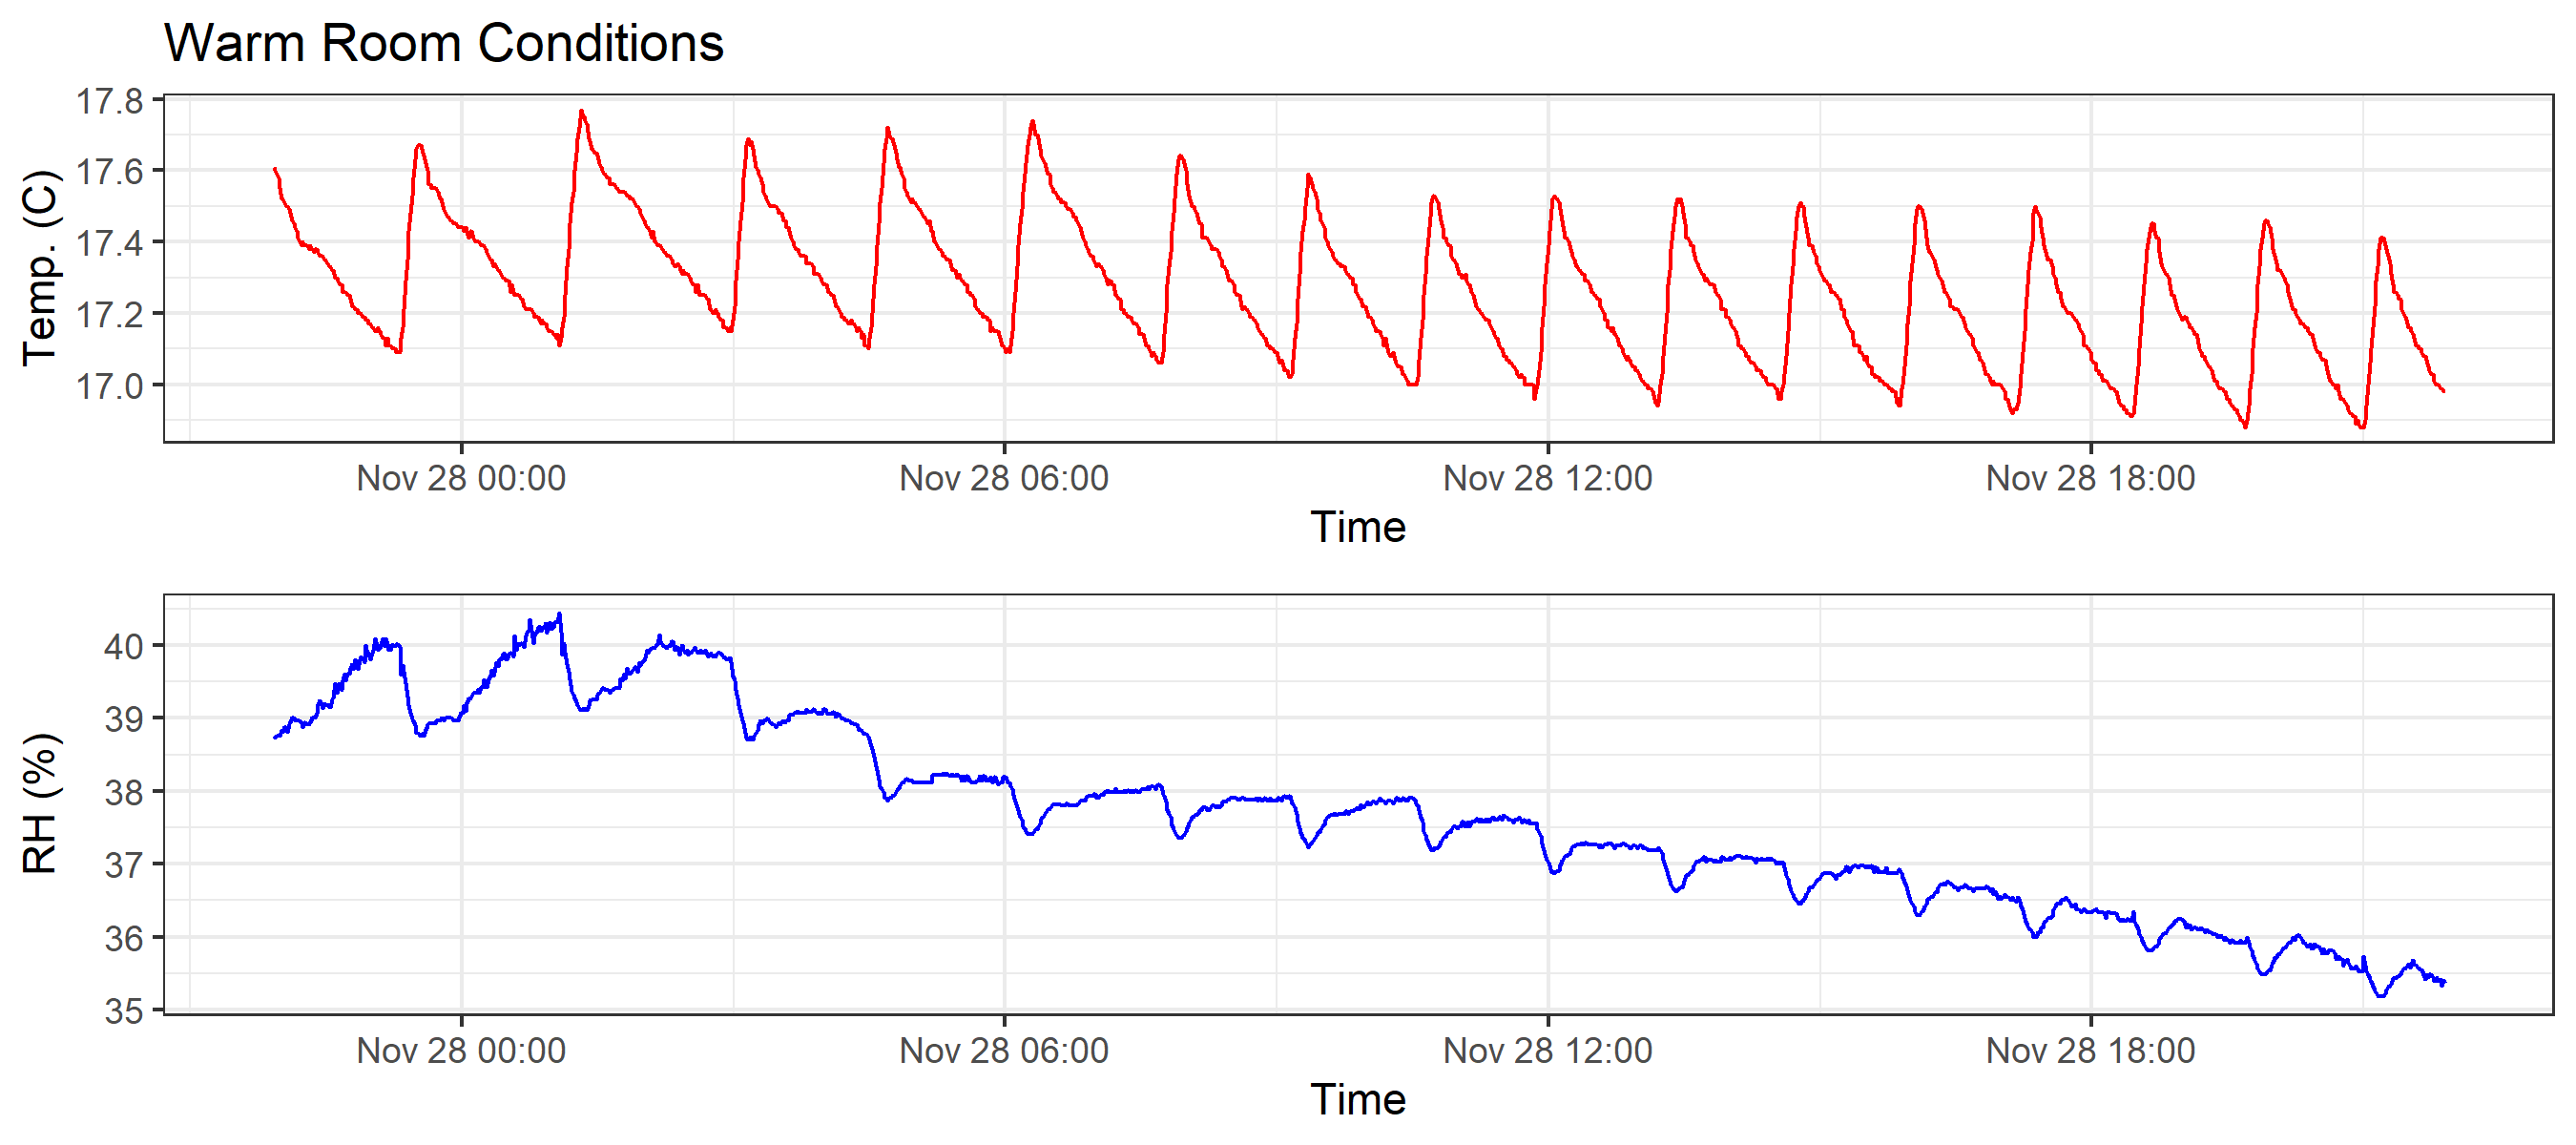 Warm Room Conditions
17.8
17.6
17.4
17.2
17.0
Temp. (C)
Nov 28 00:00 Nov 28 06:00 Nov 28 12:00 Nov 28 18:00
Time
40
39
38
37
36
35
RH (%)
Nov 28 00:00 Nov 28 06:00 Nov 28 12:00 Nov 28 18:00
Time